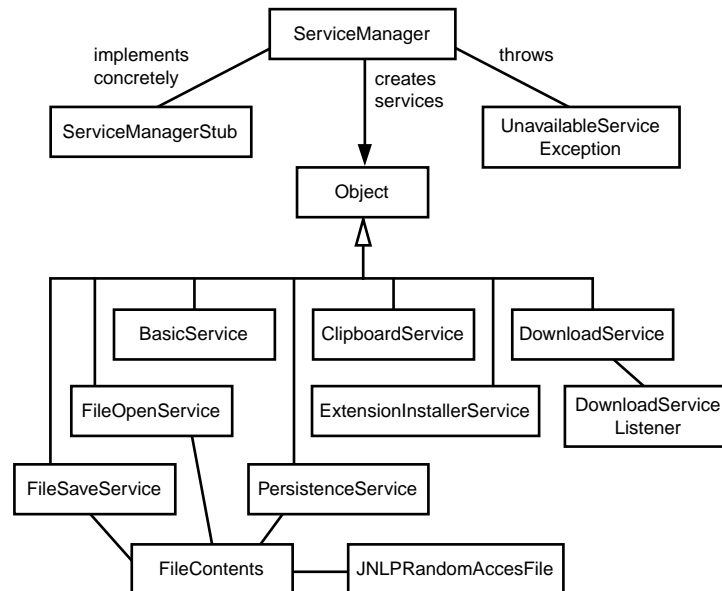 ServiceManager
implements
concretely
throws
creates
services
ServiceManagerStub
UnavailableService
Exception
Object
BasicService
ClipboardService
DownloadService
FileOpenService
ExtensionInstallerService
DownloadService
Listener
FileSaveService
PersistenceService
FileContents
JNLPRandomAccesFile